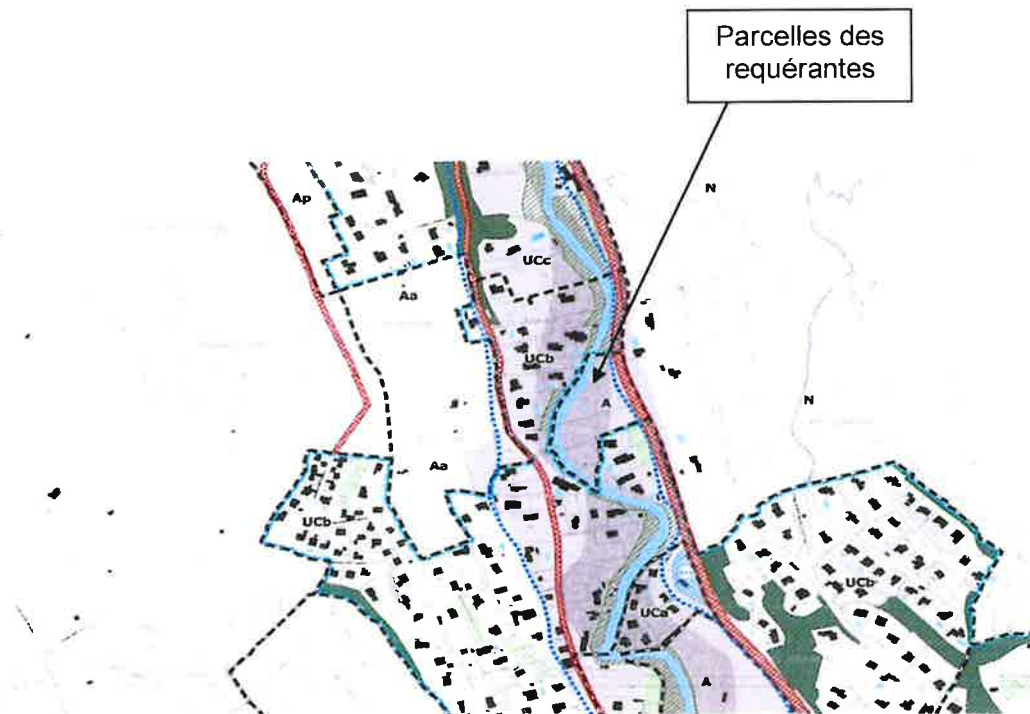 Parcelles des
requérantes
N
Ap
UCc
Aa
UCb
A
N
Aa
UCb
UCb
UCa
A